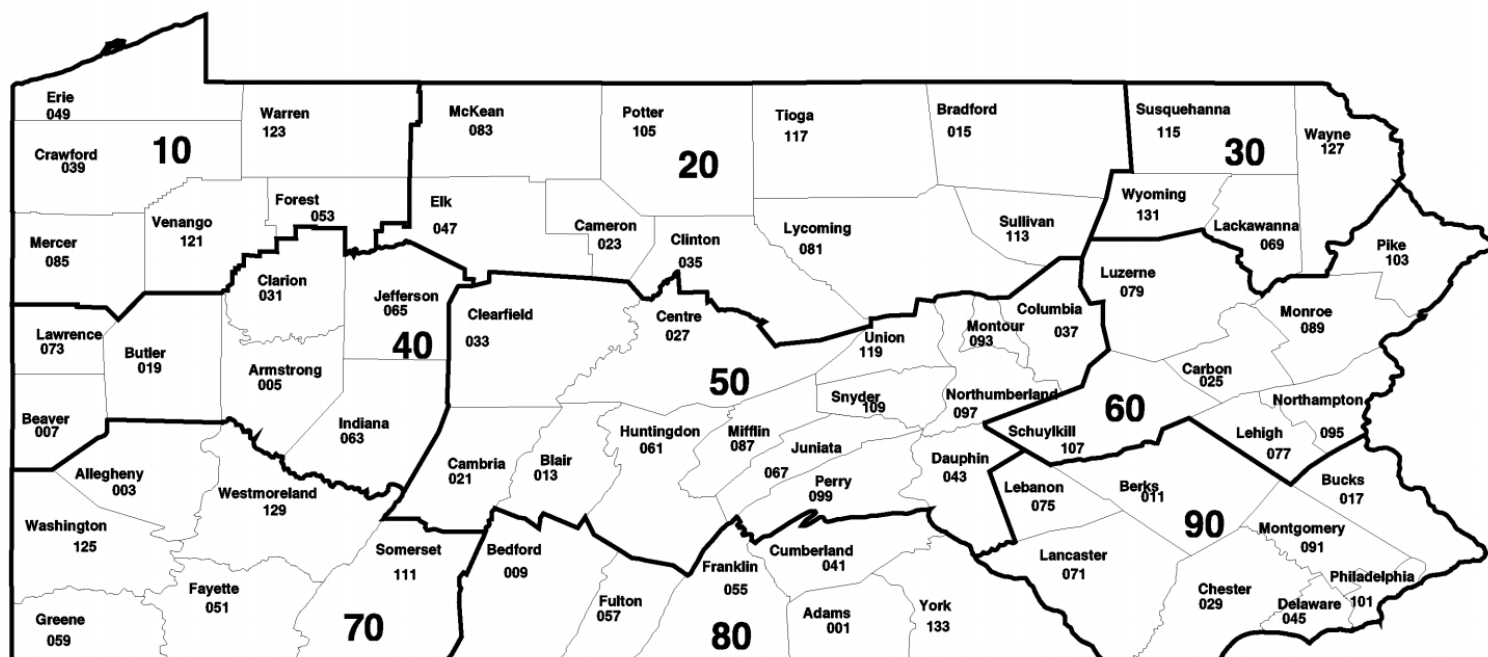 Erie
049
Warren
123
McKean
083
Potter
105
Tioga
117
Bradford
015
Susquehanna
115
Wayne
127
Crawford
039
10
20
30
Forest
053
Elk
047
Venango
121
Cameron
023
Clinton
035
Lycoming
081
Sullivan
113
Wyoming
131
Lackawanna
069
Pike
103
Mercer
085
Clarion
031
Jefferson
065
Clearfield
033
Centre
027
Union
119
Montour
093
Columbia
037
Luzerne
079
Monroe
089
Lawrence
073
Butler
019
Armstrong
005
40
50
60
Carbon
025
Northampton
095
Beaver
007
Indiana
063
Snyder
109
Northumberland
097
Schuylkill
107
Lehigh
077
Allegheny
003
Westmoreland
129
Cambria
021
Blair
013
Huntingdon
061
Mifflin
087
Juniata
067
Perry
099
Dauphin
043
Lebanon
075
Berks
011
90
Bucks
017
Washington
125
Somerset
111
Bedford
009
Franklin
055
Cumberland
041
Lancaster
071
Montgomery
091
Greene
059
Fayette
051
70
Fulton
057
80
Adams
001
York
133
Chester
029
Delaware
045
Philadelphia
101